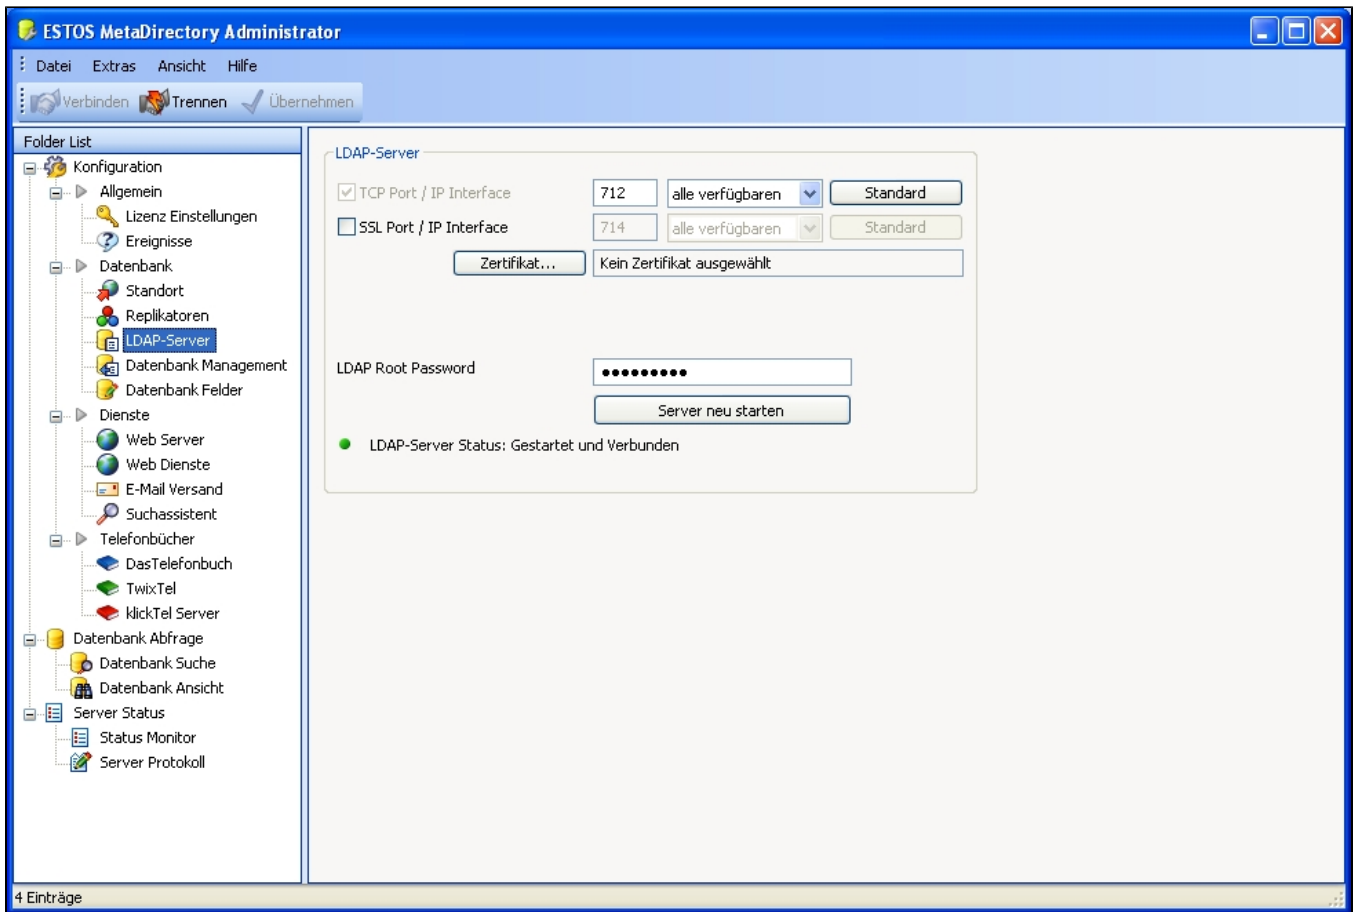 ESTOS MetaDirectory Administrator
Datei Extras Ansicht Hilfe
Verbinden Trennen Übernehmen
Folder List
Konfiguration
Allgemein
Lizenz Einstellungen
Ereignisse
Datenbank
Standort
Replikatoren
LDAP-Server
Datenbank Management
Datenbank Felder
Dienste
Web Server
Web Dienste
E-Mail Versand
Suchassistent
Telefonbücher
DasTelefonbuch
TwixTel
klickTel Server
Datenbank Abfrage
Datenbank Suche
Datenbank Ansicht
Server Status
Status Monitor
Server Protokoll
LDAP-Server
TCP Port / IP Interface 712 alle verfügbaren Standard
SSL Port / IP Interface 714 alle verfügbaren Standard
Zertifikat... Kein Zertifikat ausgewählt
LDAP Root Password ●●●●●●●●●
Server neu starten
LDAP-Server Status: Gestartet und Verbunden
4 Einträge